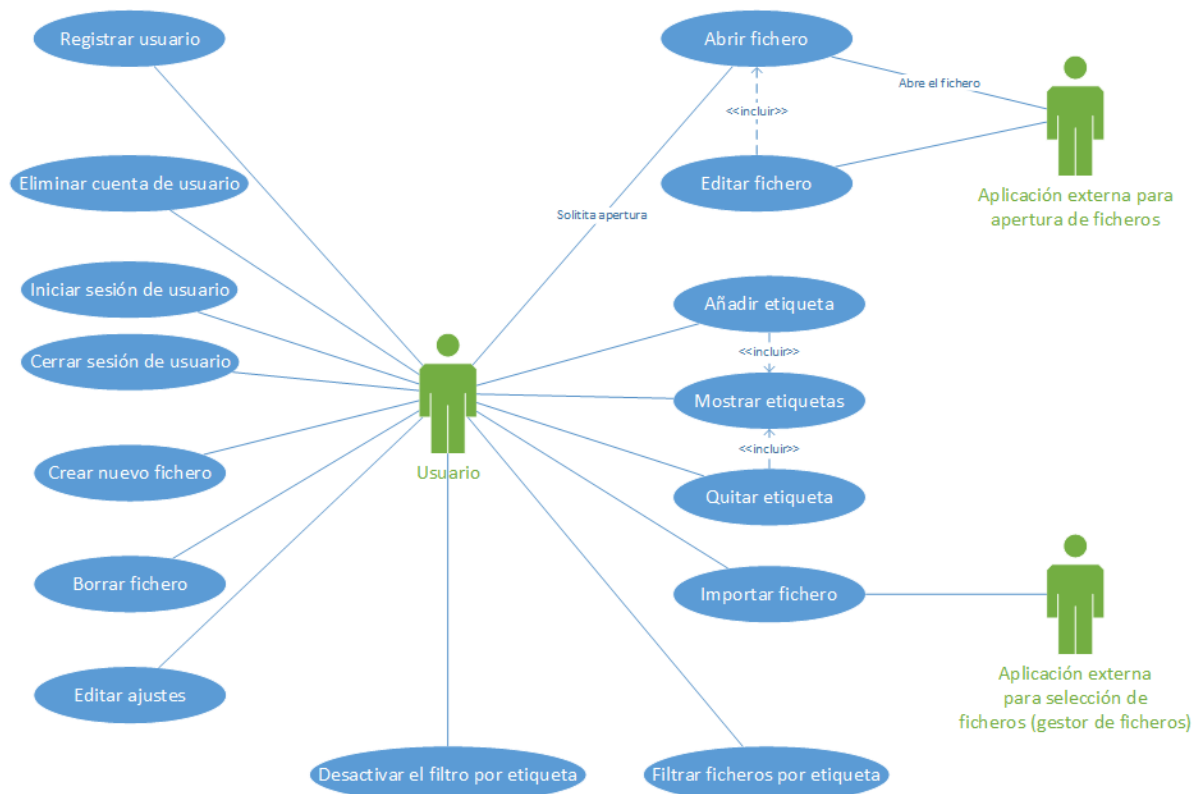 Registrar usuario
Abrir fichero
Abre el fichero
<<incluir>>
Eliminar cuenta de usuario
Editar fichero
Aplicación externa para
apertura de ficheros
Solitita apertura
Iniciar sesión de usuario
Añadir etiqueta
Cerrar sesión de usuario
<<incluir>>
Mostrar etiquetas
<<incluir>>
Usuario
Crear nuevo fichero
Quitar etiqueta
Borrar fichero
Importar fichero
Aplicación externa
para selección de
ficheros (gestor de ficheros)
Editar ajustes
Desactivar el filtro por etiqueta
Filtrar ficheros por etiqueta